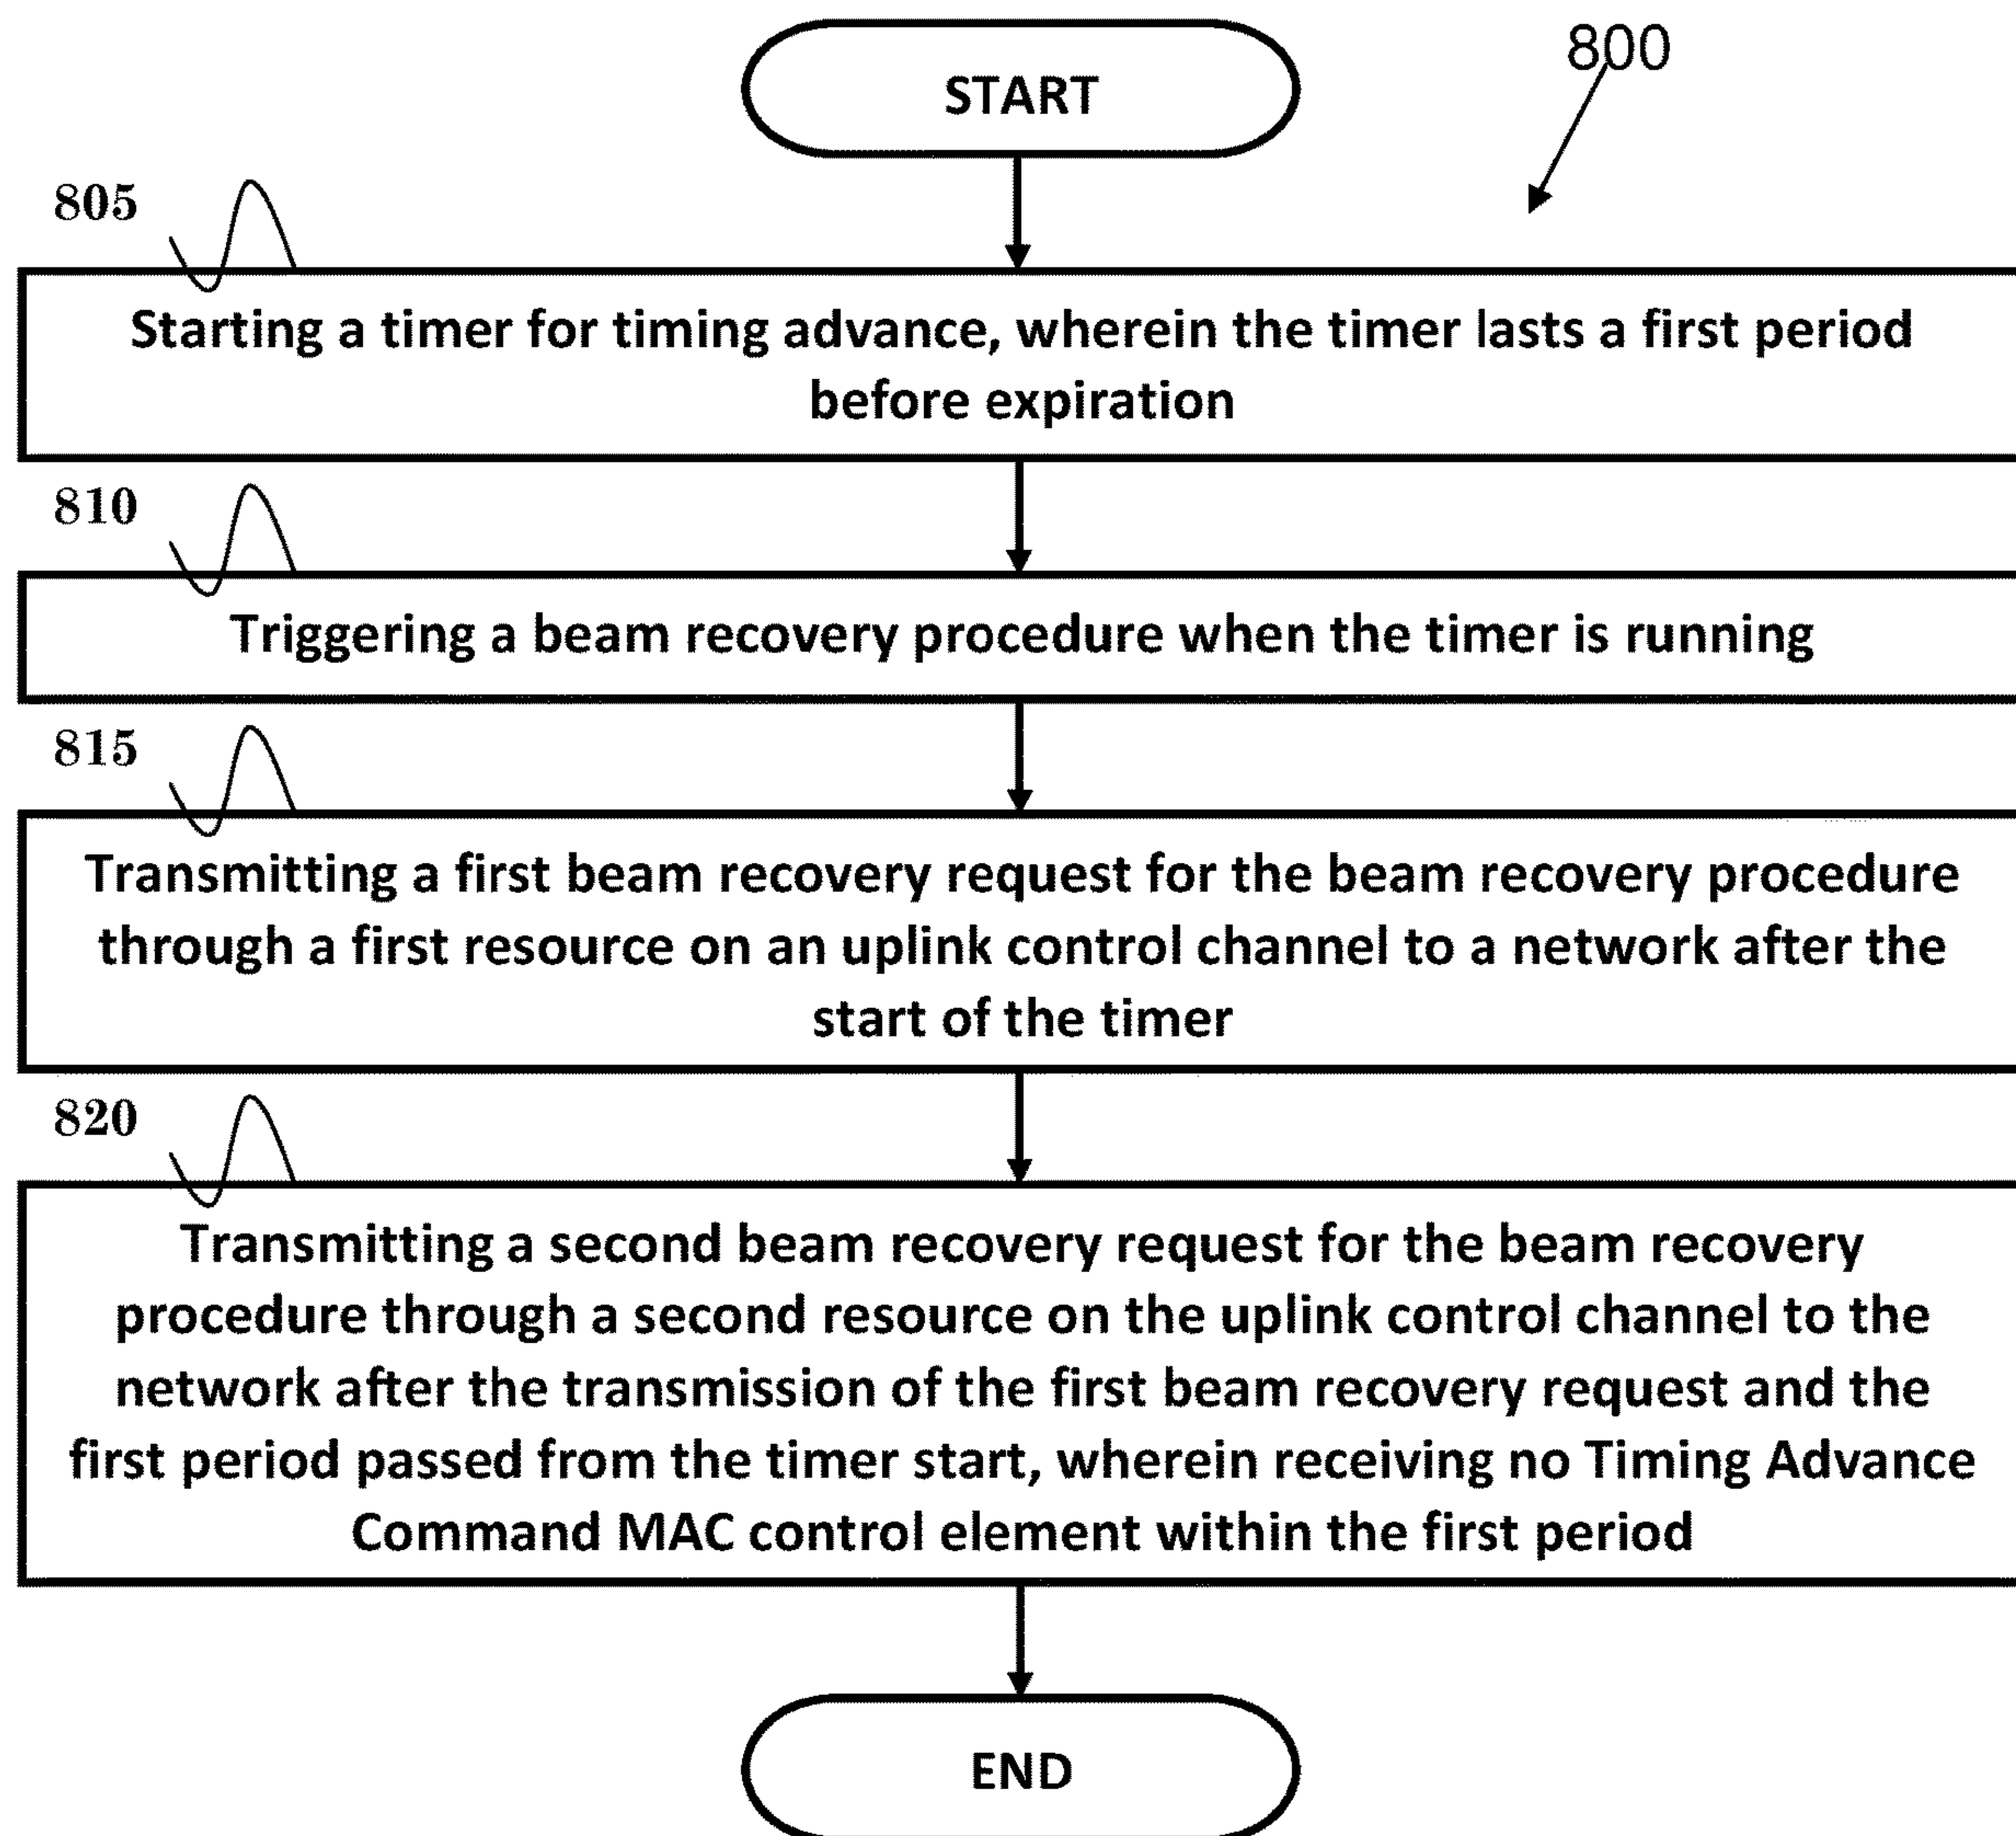 START
800
805
Starting a timer for timing advance, wherein the timer lasts a first period
before expiration
810
Triggering a beam recovery procedure when the timer is running
815
Transmitting a first beam recovery request for the beam recovery procedure
through a first resource on an uplink control channel to a network after the
start of the timer
820
Transmitting a second beam recovery request for the beam recovery
procedure through a second resource on the uplink control channel to the
network after the transmission of the first beam recovery request and the
first period passed from the timer start, wherein receiving no Timing Advance
Command MAC control element within the first period
END